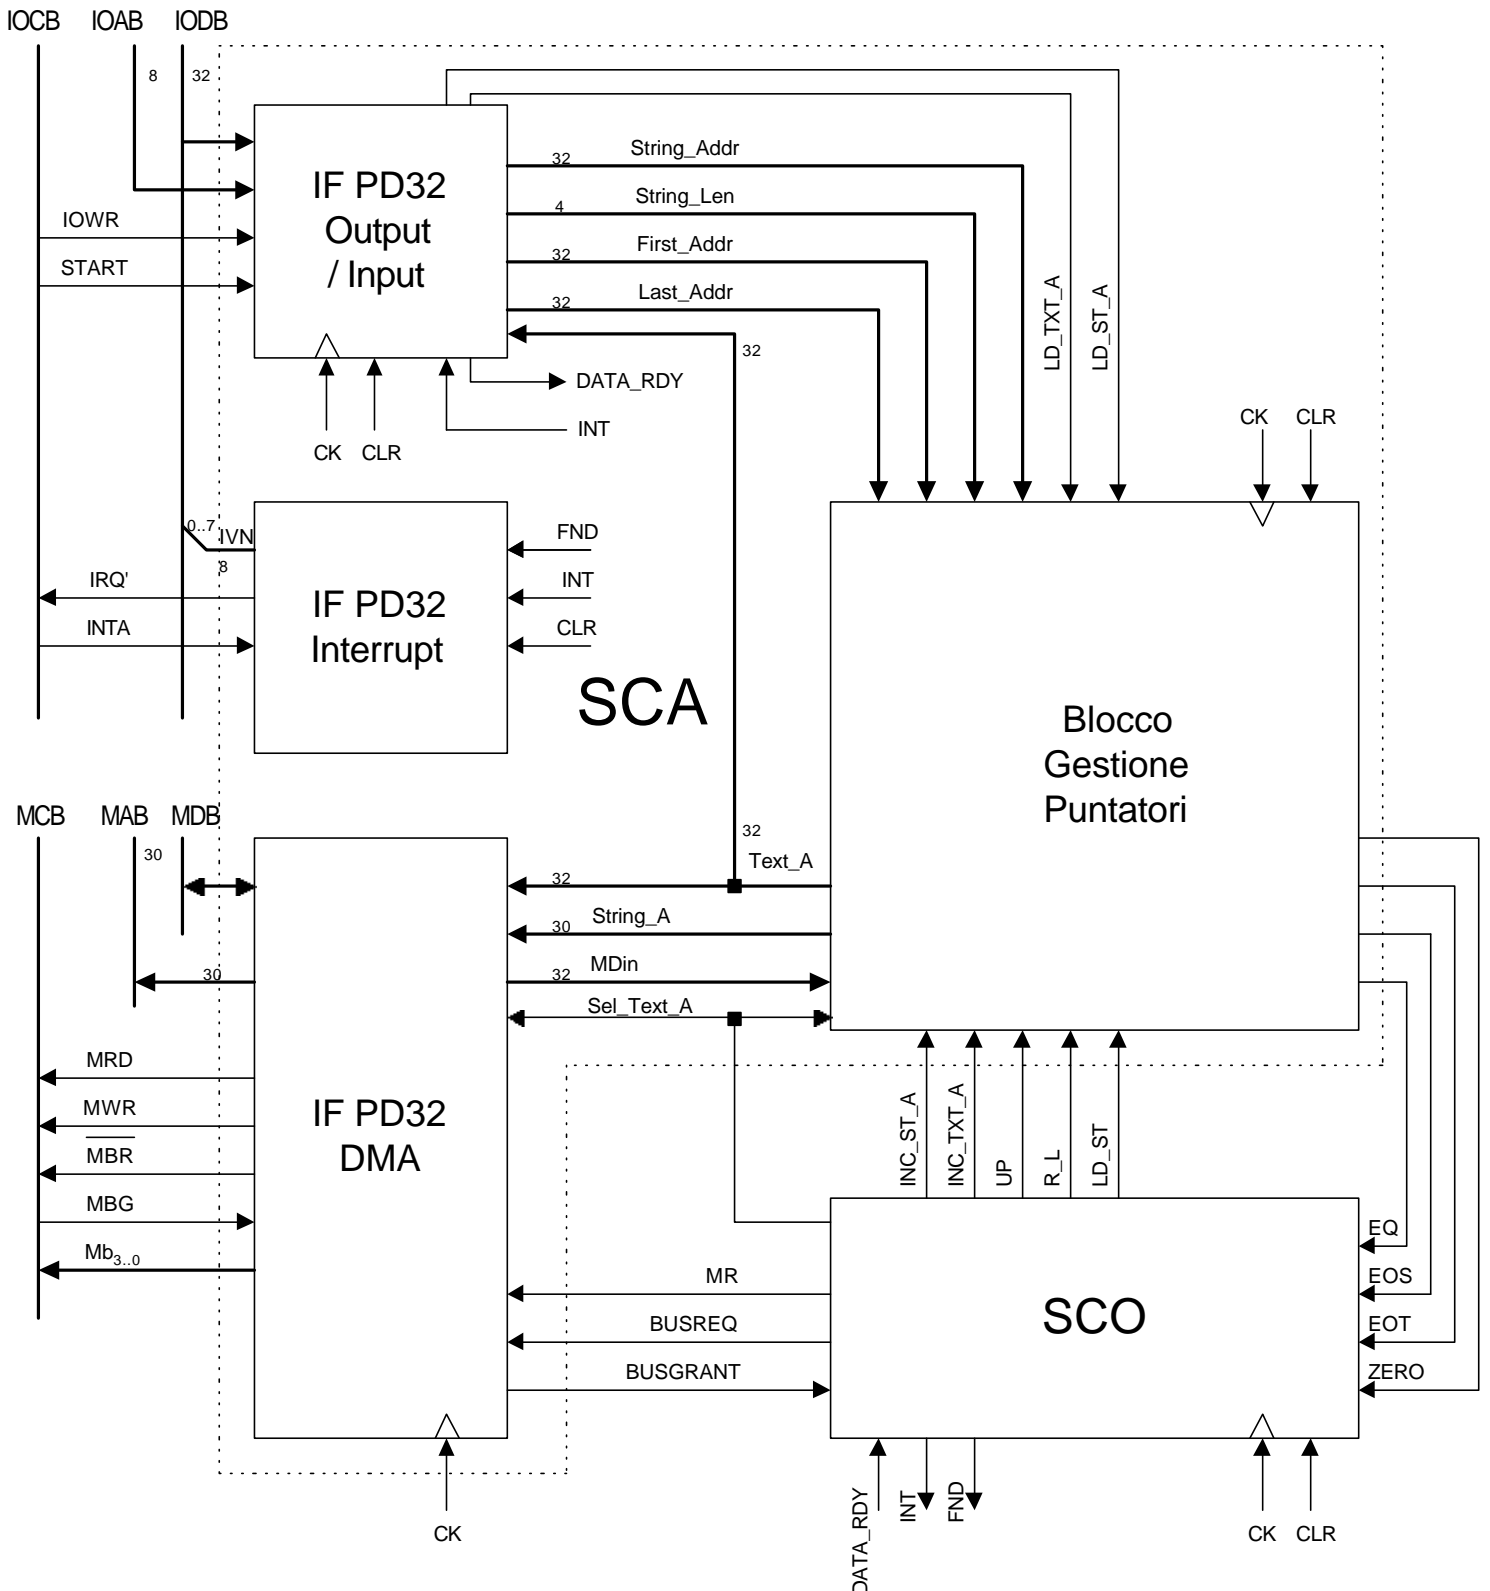 IOCB IOAB IODB
8 32
IF PD32
Output
/ Input
IOWR
START
32 String_Addr
4 String_Len
32 First_Addr
32 Last_Addr
32
LD_TXT_A
LD_ST_A
DATA_RDY
INT
CK CLR
CK CLR
0..7
IVN
8
IRQ'
INTA
IF PD32
Interrupt
FND
INT
CLR
SCA
Blocco
Gestione
Puntatori
MCB MAB MDB
30
32
Text_A
32
String_A
30
MDin
32
30
Sel_Text_A
MRD
MWR
MBR
MBG
Mb3..0
IF PD32
DMA
INC_ST_A
INC_TXT_A
UP
R_L
LD_ST
MR
BUSREQ
BUSGRANT
SCO
EQ
EOS
EOT
ZERO
CK
DATA_RDY
INT
FND
CK CLR